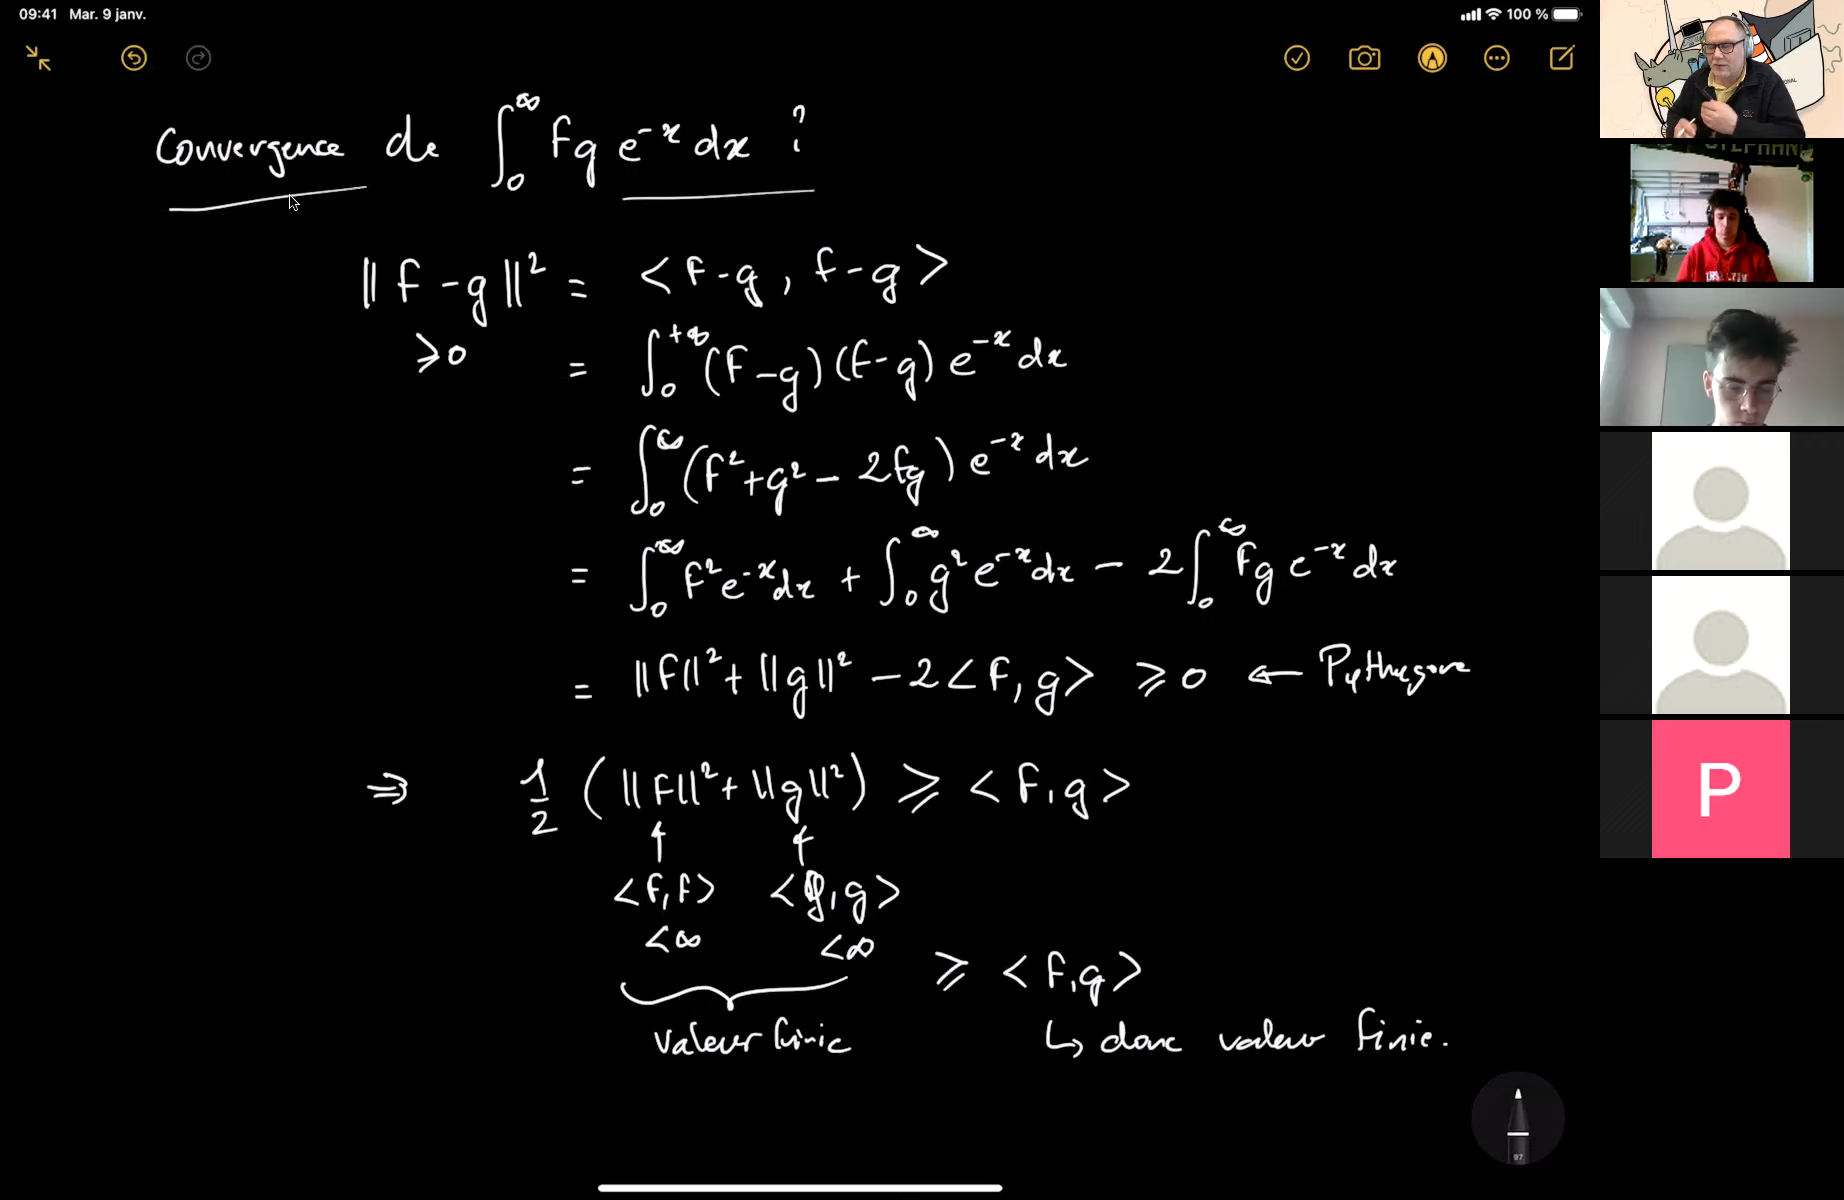 09:41 Mar. 9 janv.
100 %
Convergence de ∫₀^∞ f g e^{-x} dx ?
‖f - g‖² = <f - g, f - g>
≥ 0
= ∫₀^{+∞} (f - g)(f - g) e^{-x} dx
= ∫₀^∞ (f² + g² - 2fg) e^{-x} dx
= ∫₀^∞ f² e^{-x} dx + ∫₀^∞ g² e^{-x} dx - 2 ∫₀^∞ f g e^{-x} dx
= ‖f‖² + ‖g‖² - 2 <f, g> ≥ 0 ← Pythagore
⇒ 1/2 (‖f‖² + ‖g‖²) ≥ <f, g>
↑ ↑
<f, f> <g, g>
< ∞ < ∞
≥ <f, g>
valeur finie ↳ donc valeur finie.
97
P